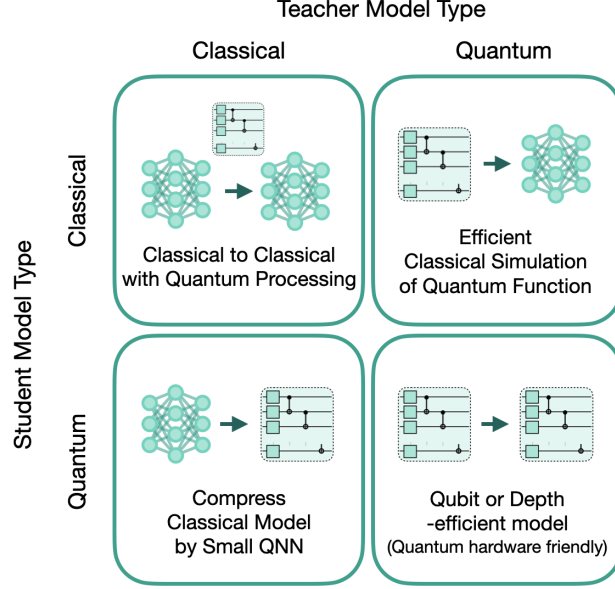 Teacher Model Type
Classical
Quantum
Student Model Type
Classical
Classical to Classical
with Quantum Processing
Efficient
Classical Simulation
of Quantum Function
Quantum
Compress
Classical Model
by Small QNN
Qubit or Depth
-efficient model
(Quantum hardware friendly)